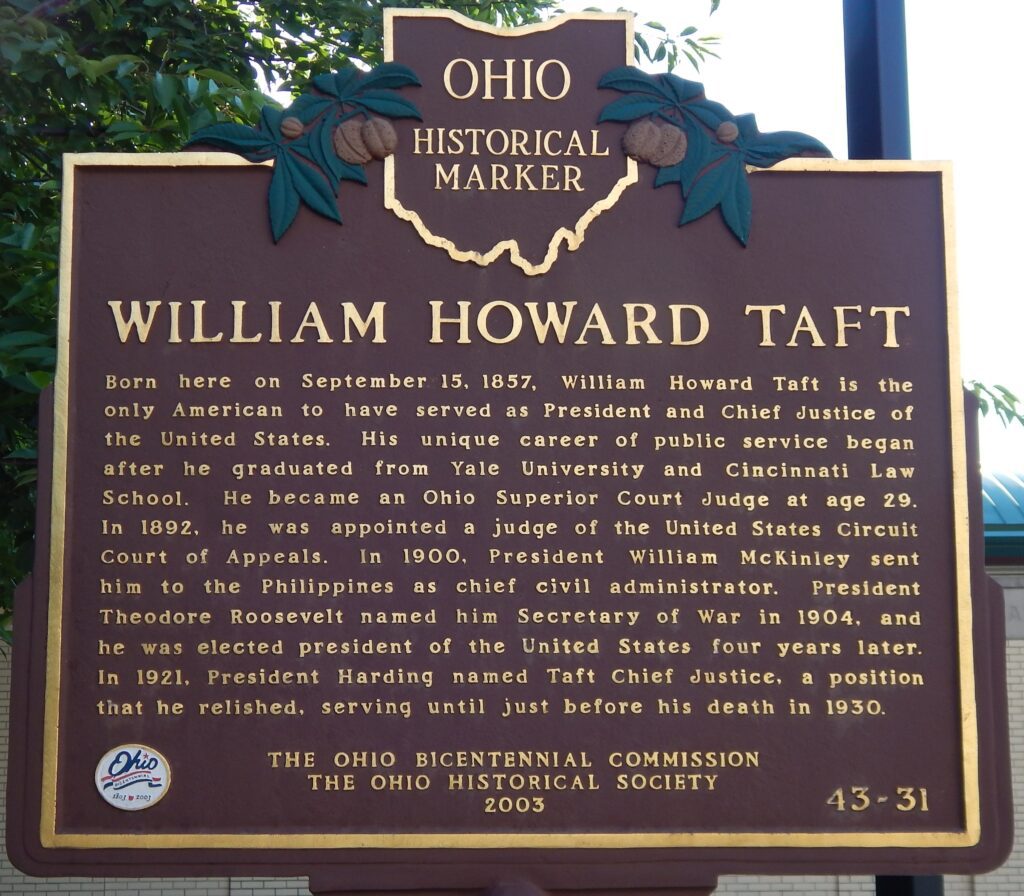 OHIO
HISTORICAL
MARKER
WILLIAM HOWARD TAFT
Born here on September 15, 1857, William Howard Taft is the
only American to have served as President and Chief Justice of
the United States. His unique career of public service began
after he graduated from Yale University and Cincinnati Law
School. He became an Ohio Superior Court Judge at age 29.
In 1892, he was appointed a judge of the United States Circuit
Court of Appeals. In 1900, President William McKinley sent
him to the Philippines as chief civil administrator. President
Theodore Roosevelt named him Secretary of War in 1904, and
he was elected president of the United States four years later.
In 1921, President Harding named Taft Chief Justice, a position
that he relished, serving until just before his death in 1930.
Ohio
BICENTENNIAL
1803 2003
THE OHIO BICENTENNIAL COMMISSION
THE OHIO HISTORICAL SOCIETY
2003
43-31